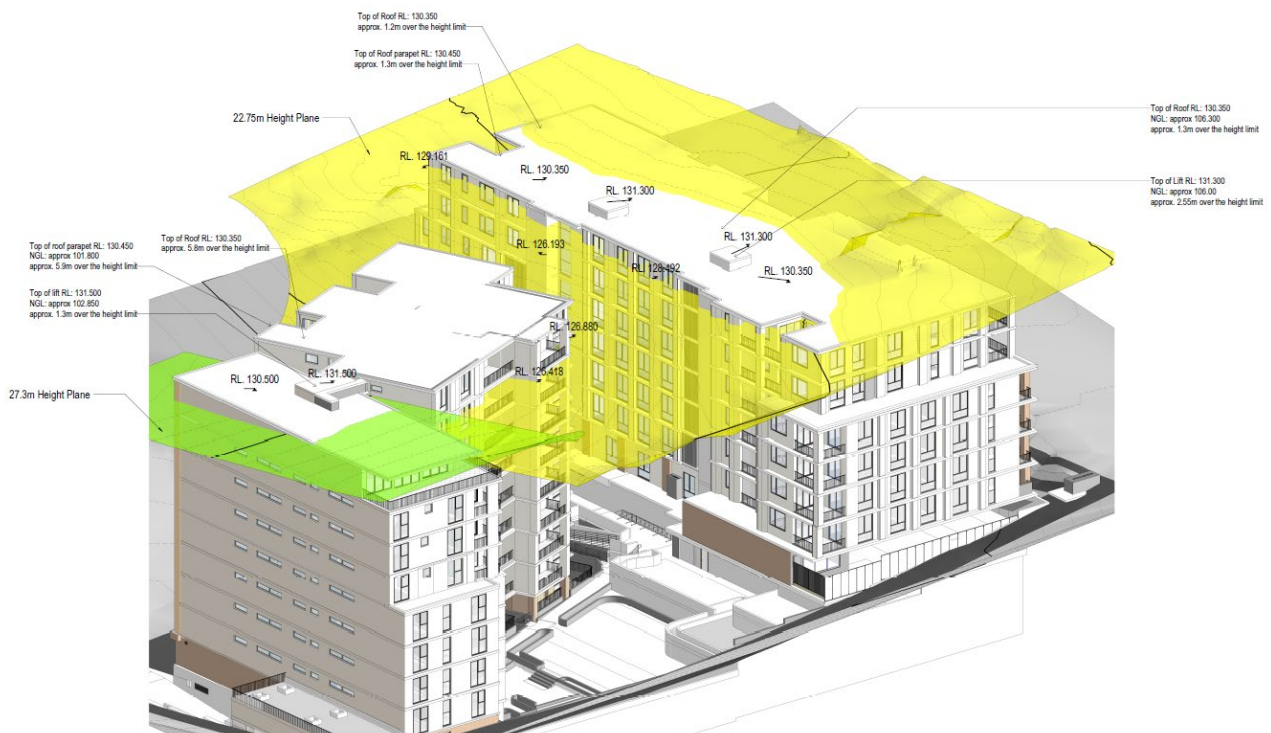 Top of Roof RL: 130.350
approx. 1.2m over the height limit
Top of Roof parapet RL: 130.450
approx. 1.3m over the height limit
22.75m Height Plane
Top of Roof RL: 130.350
NGL: approx 106.300
approx. 1.3m over the height limit
RL. 129.161
RL. 130.350
RL. 131.300
Top of Lift RL: 131.300
NGL: approx 106.00
approx. 2.55m over the height limit
Top of roof parapet RL: 130.450
NGL: approx 101.800
approx. 5.9m over the height limit
Top of Roof RL: 130.350
approx. 5.8m over the height limit
RL. 126.193
RL. 131.300
RL. 128.492
RL. 130.350
Top of lift RL: 131.500
NGL: approx 102.850
approx. 1.3m over the height limit
RL. 126.880
RL. 126.418
RL. 130.500
RL. 131.500
27.3m Height Plane